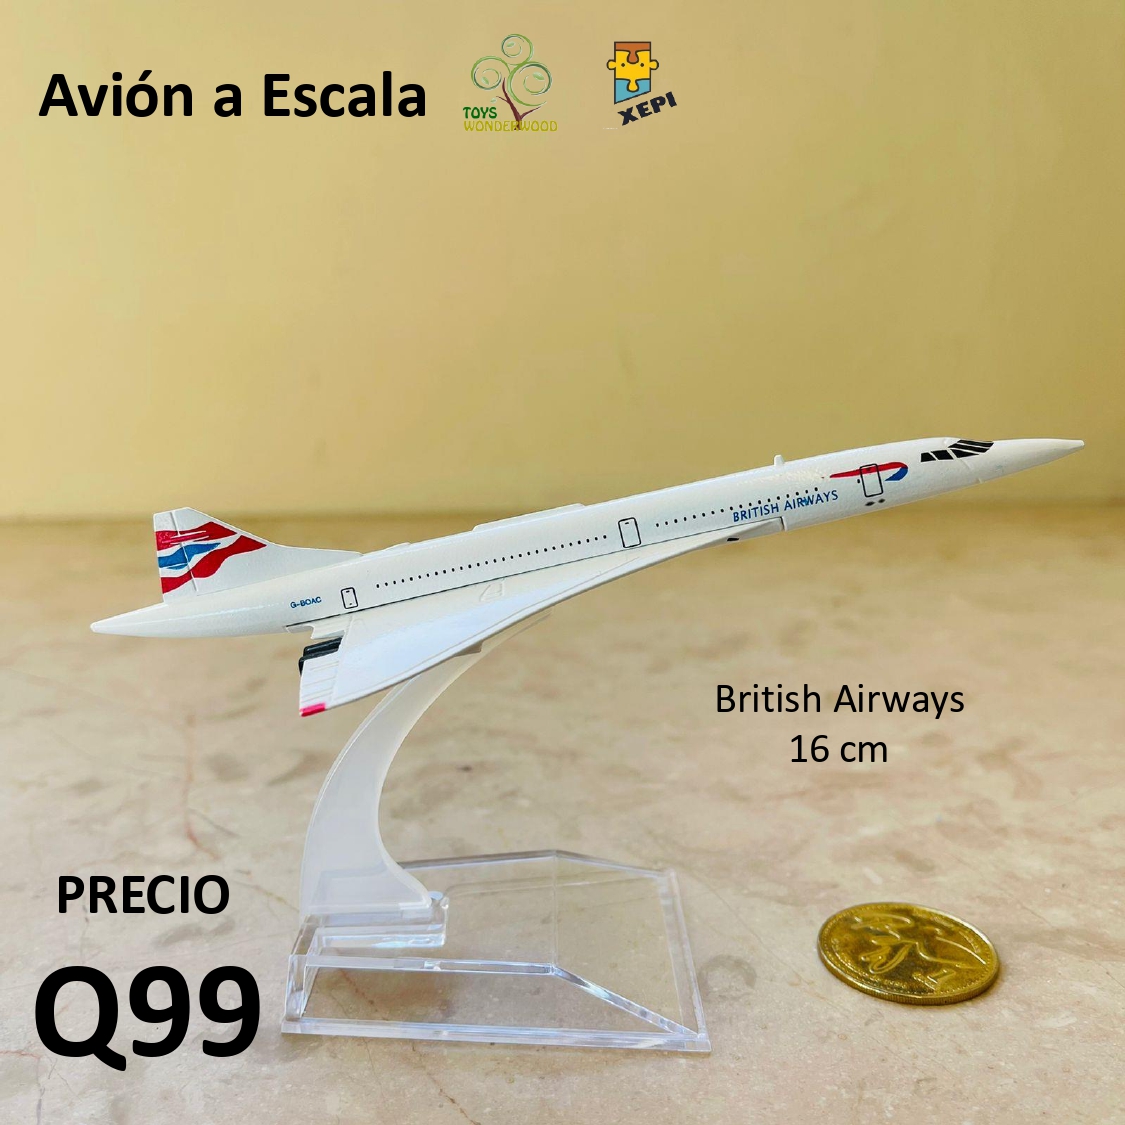 Avión a Escala
TOYS
WONDERWOOD
XEPI
BRITISH AIRWAYS
G-BOAC
British Airways
16 cm
PRECIO
Q99